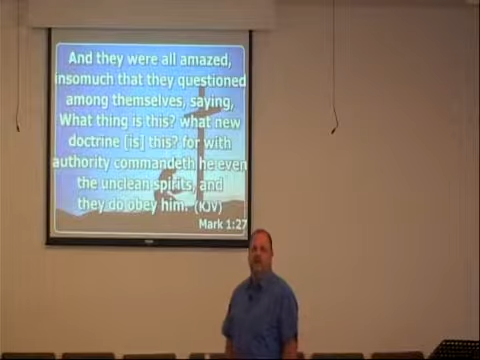 And they were all amazed,
insomuch that they questioned
among themselves, saying,
What thing is this? what new
doctrine [is] this? for with
authority commandeth he even
the unclean spirits, and
they do obey him. (KJV)
Mark 1:27